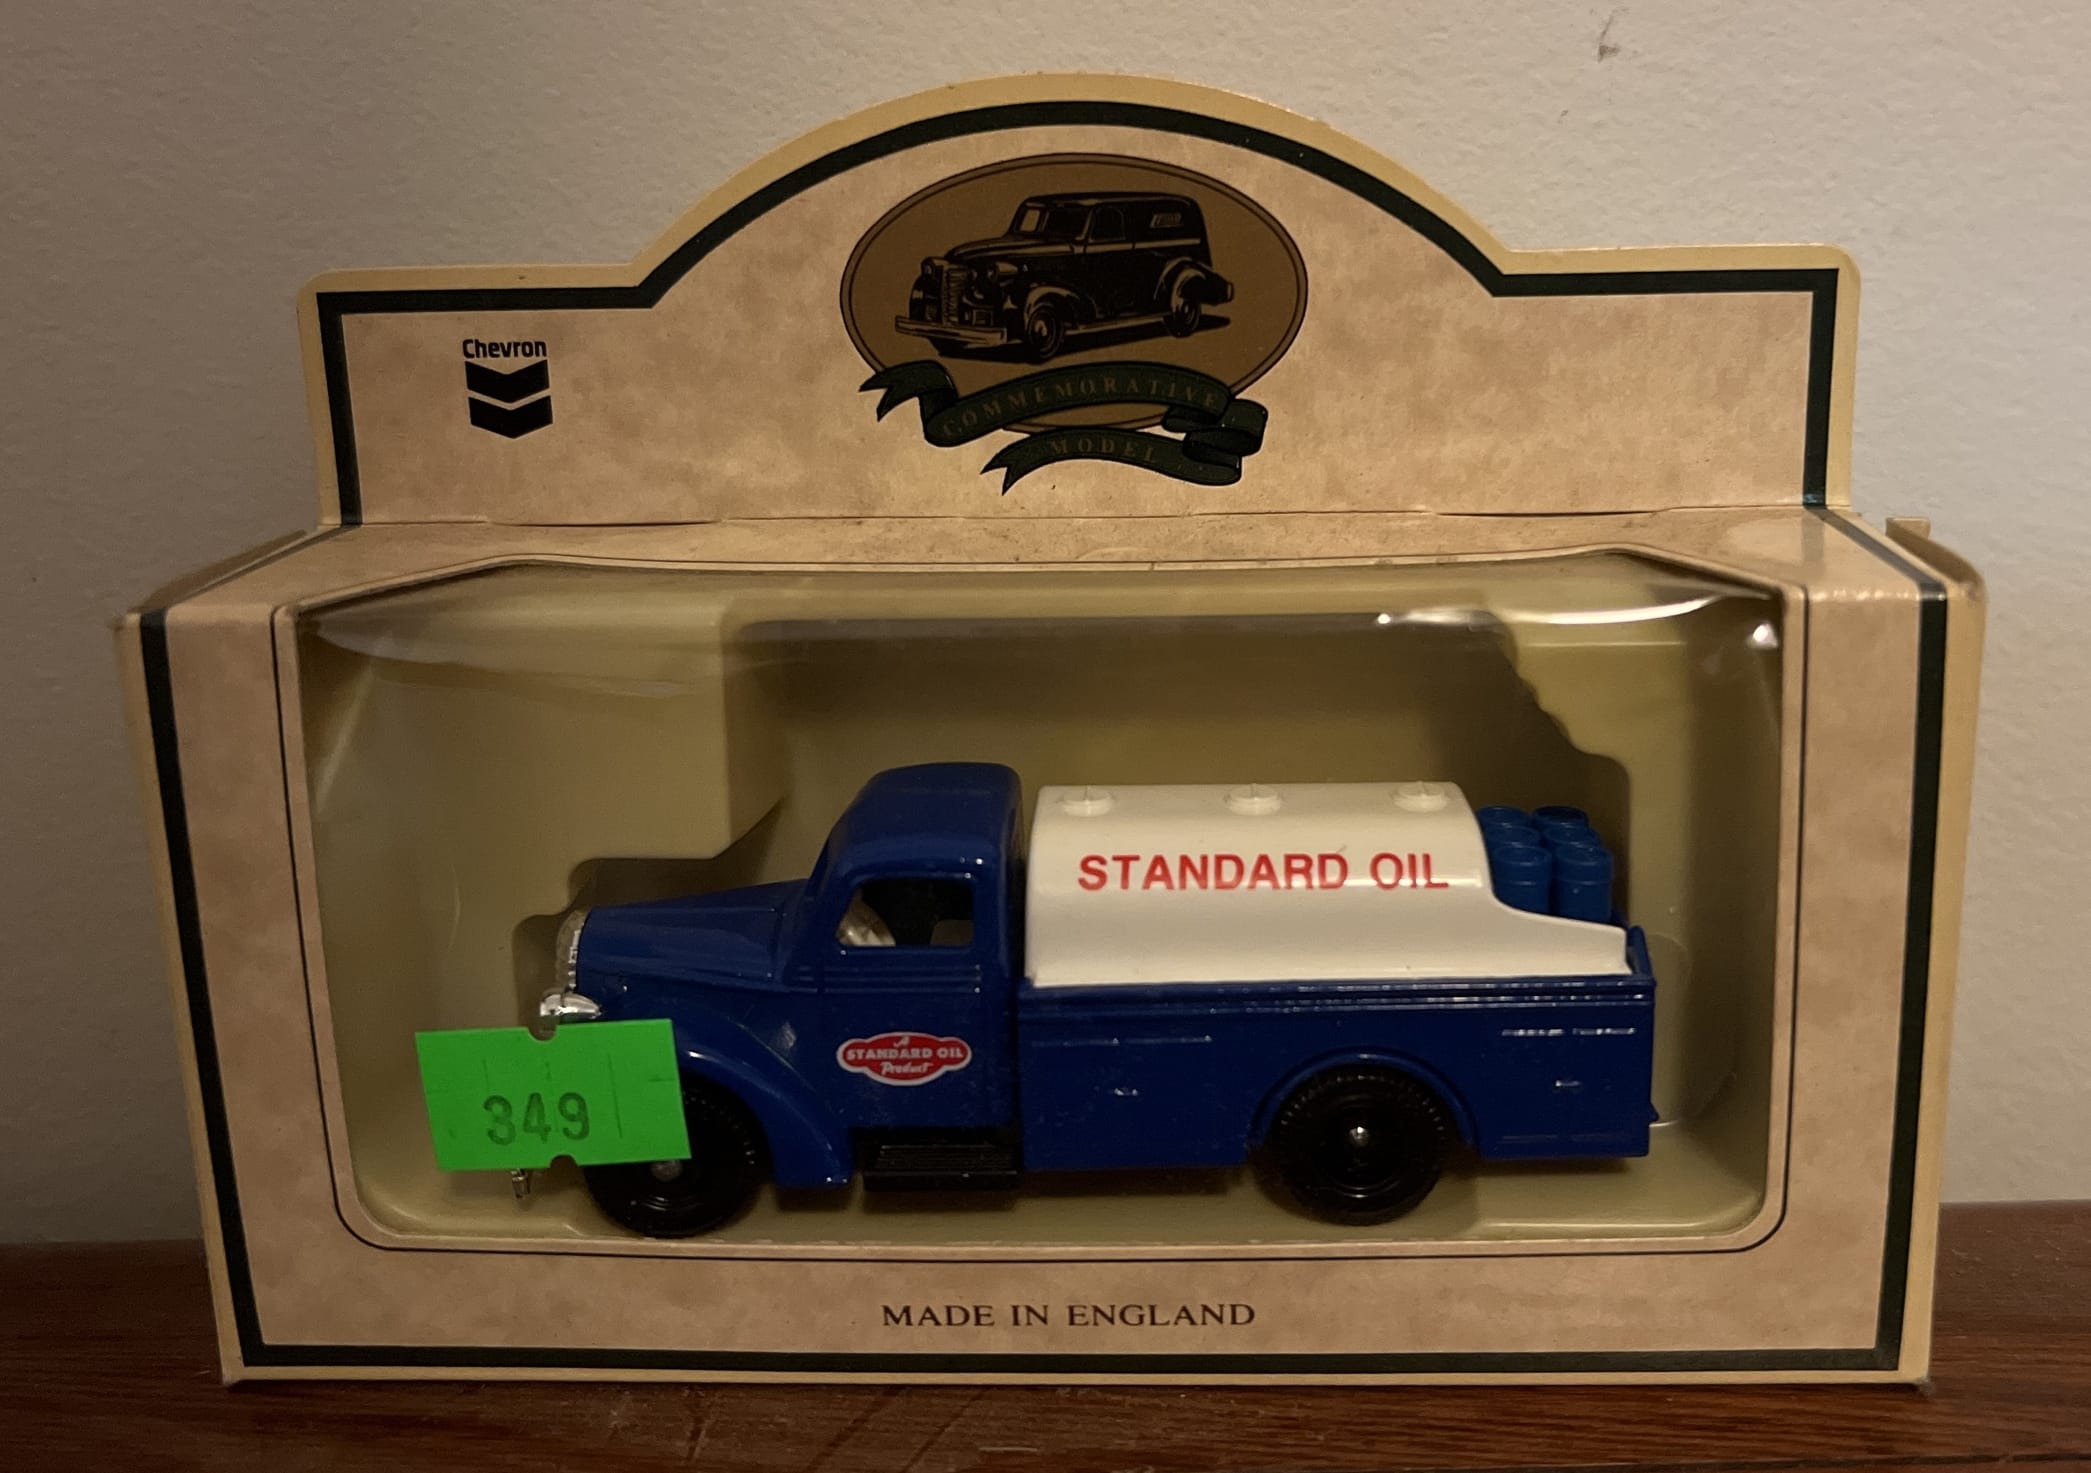 Chevron
COMMEMORATIVE
MODEL
STANDARD OIL
A
STANDARD OIL
Product
349
MADE IN ENGLAND